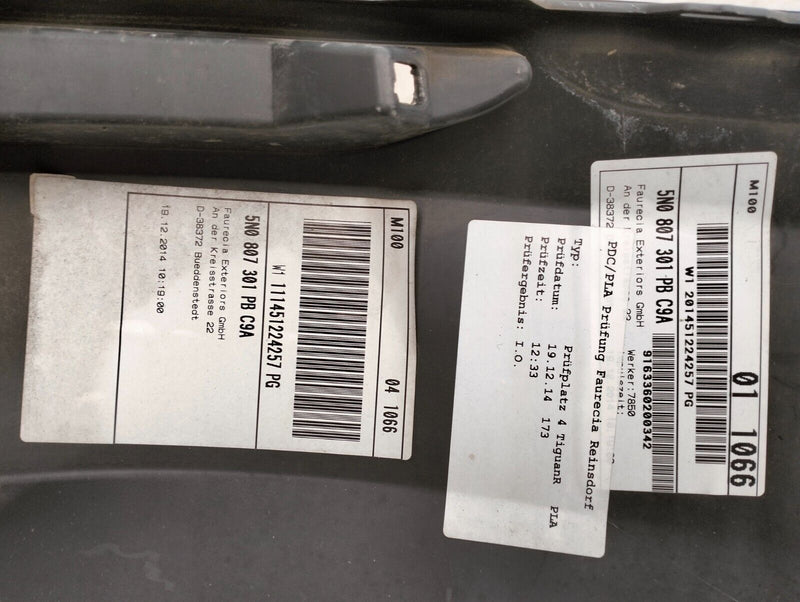 M100
04 1066
W1 111451224257 PG
5N0 807 301 PB C9A
Faurecia Exteriors GmbH
An der Kreisstrasse 22
D-38372 Bueddenstedt
19.12.2014 10:19:00
M100
01 1066
W1 201451224257 PG
5N0 807 301 PB C9A
9163360200342
Faurecia Exteriors GmbH
Werker:7850
An der
D-38372
PDC/PLA Prüfung Faurecia Reinsdorf
Typ: Prüfplatz 4 TiguanR PLA
Prüfdatum: 19.12.14 173
Prüfzeit: 12:33
Prüfergebnis: I.O.